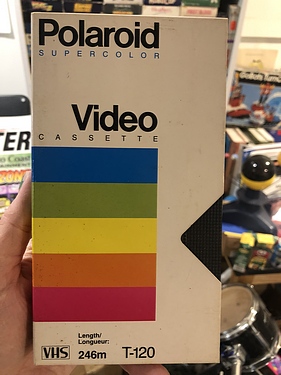 Polaroid
SUPERCOLOR
Video
CASSETTE
Length/
Longueur:
VHS
246m
T-120